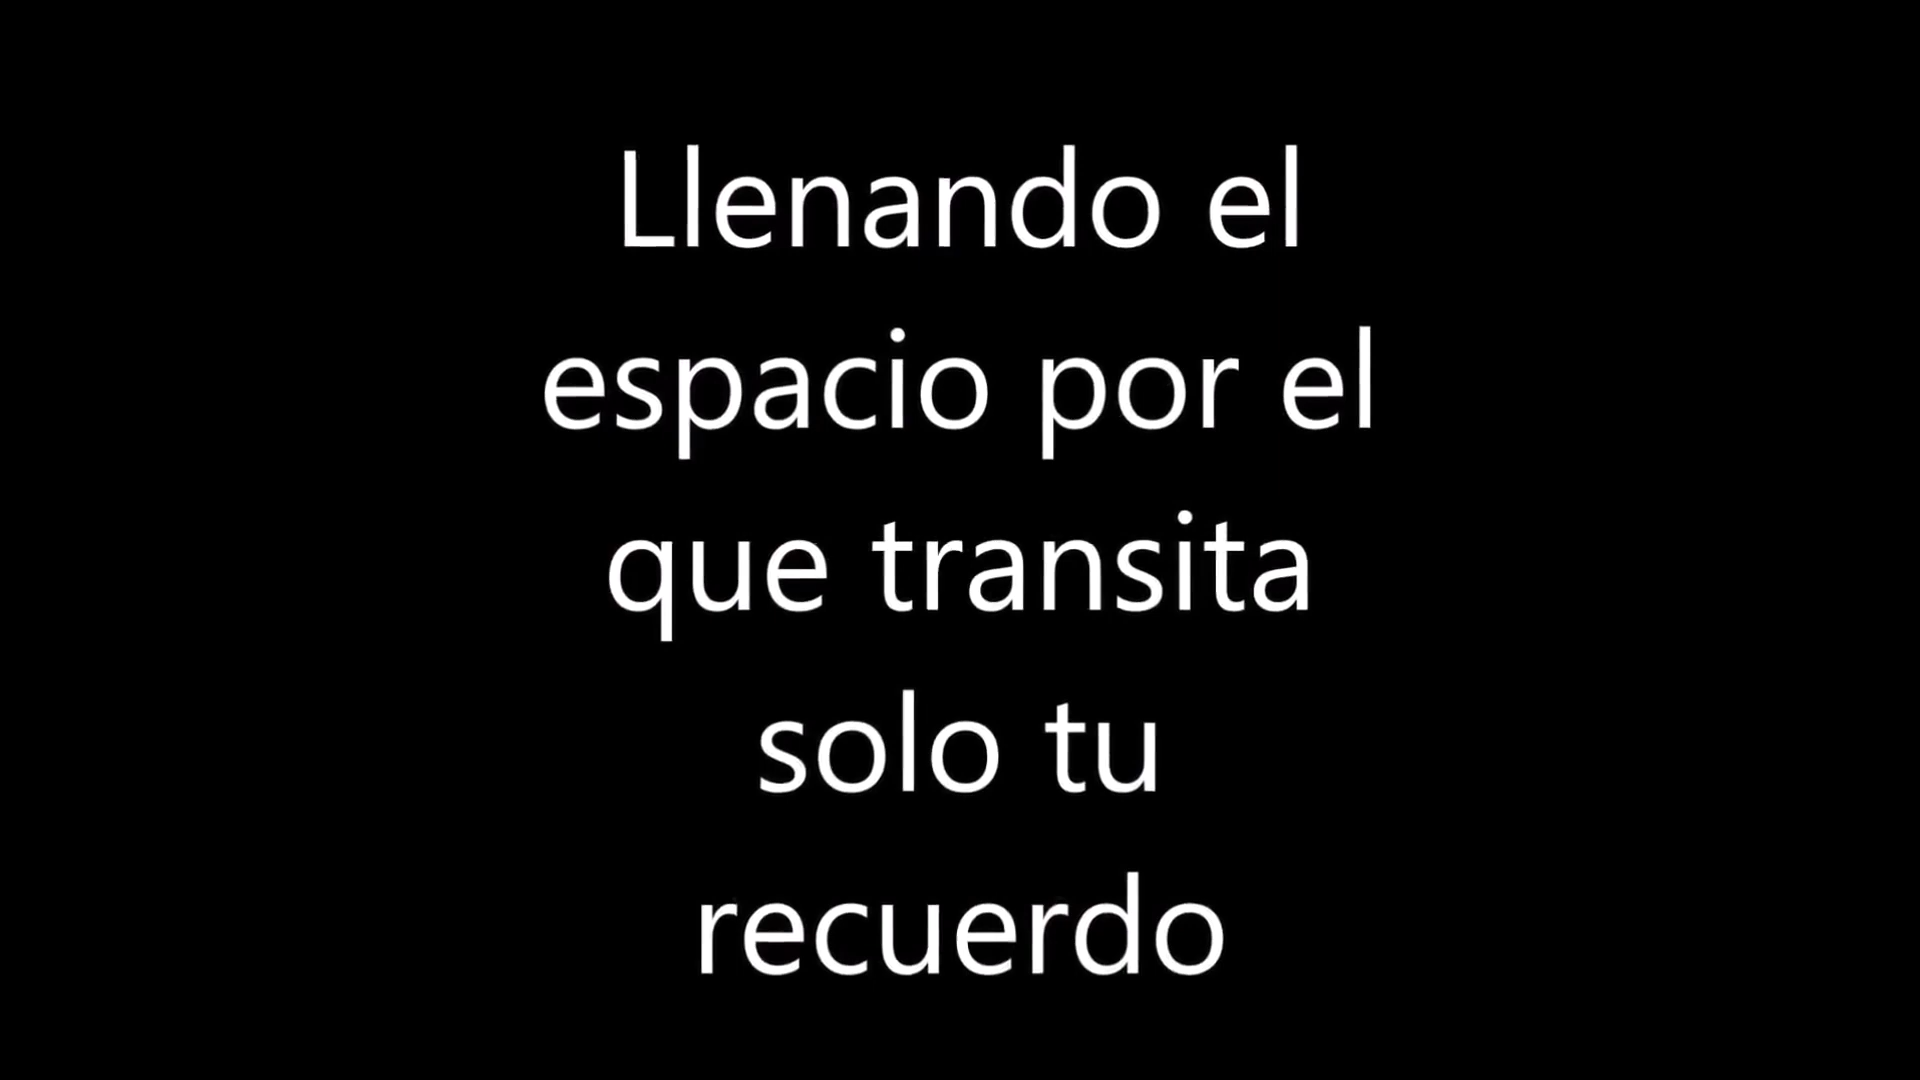 Llenando el
espacio por el
que transita
solo tu
recuerdo